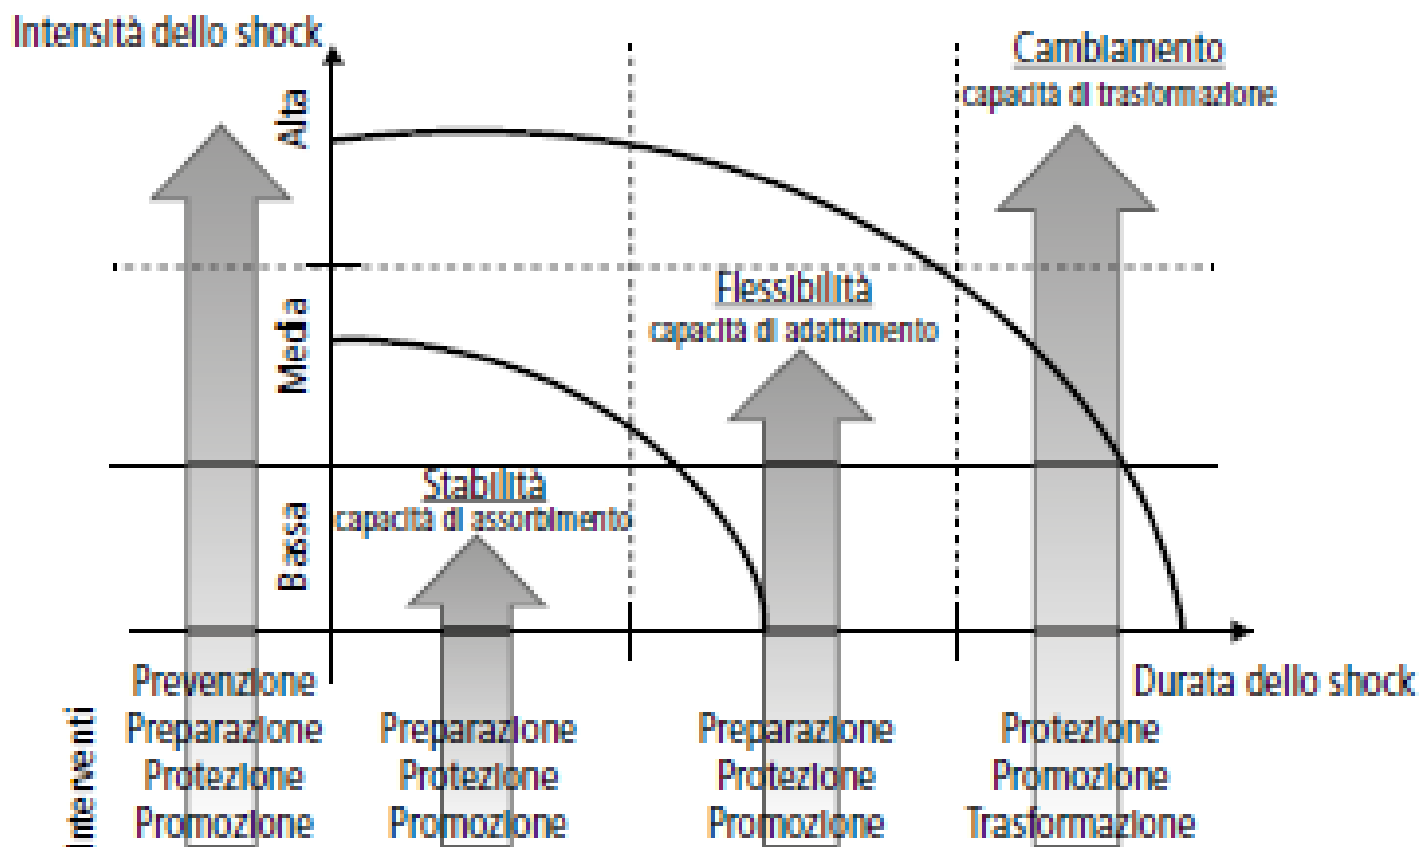 Intensità dello shock
Cambiamento
capacità di trasformazione
Alta
Flessibilità
capacità di adattamento
Media
Stabilità
capacità di assorbimento
Bassa
Durata dello shock
Interventi
Prevenzione
Preparazione
Protezione
Promozione
Preparazione
Protezione
Promozione
Preparazione
Protezione
Promozione
Protezione
Promozione
Trasformazione